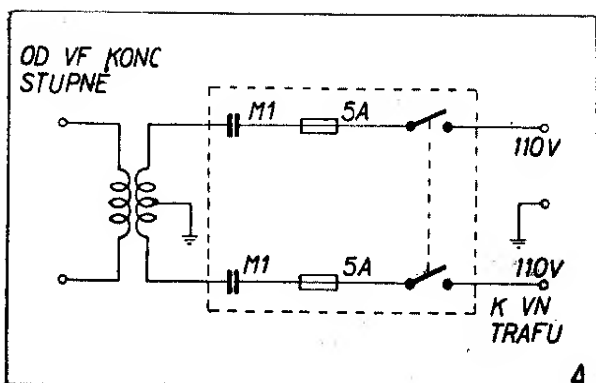 OD VF KONC
STUPNĚ
M1
5A
110V
M1
5A
110V
K VN
TRAFU
4